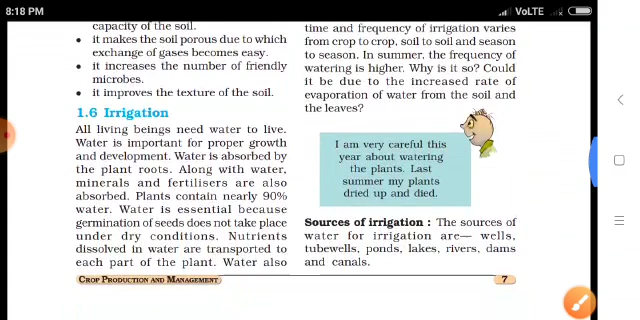 8:18 PM
VoLTE
capacity of the soil.
• it makes the soil porous due to which
exchange of gases becomes easy.
• it increases the number of friendly
microbes.
• it improves the texture of the soil.
1.6 Irrigation
All living beings need water to live.
Water is important for proper growth
and development. Water is absorbed by
the plant roots. Along with water,
minerals and fertilisers are also
absorbed. Plants contain nearly 90%
water. Water is essential because
germination of seeds does not take place
under dry conditions. Nutrients
dissolved in water are transported to
each part of the plant. Water also
time and frequency of irrigation varies
from crop to crop, soil to soil and season
to season. In summer, the frequency of
watering is higher. Why is it so? Could
it be due to the increased rate of
evaporation of water from the soil and
the leaves?
I am very careful this
year about watering
the plants. Last
summer my plants
dried up and died.
Sources of irrigation : The sources of
water for irrigation are— wells,
tubewells, ponds, lakes, rivers, dams
and canals.
CROP PRODUCTION AND MANAGEMENT
7